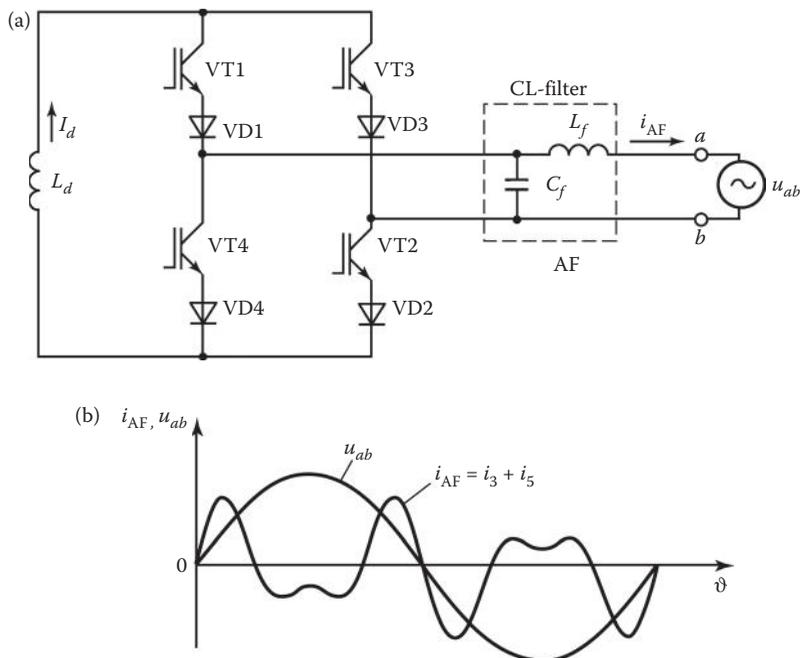 (a)
VT1
VT3
CL-filter
I_d
VD1
VD3
L_f
i_AF
a
L_d
C_f
u_ab
VT4
VT2
b
AF
VD4
VD2
(b)
i_AF, u_ab
u_ab
i_AF = i_3 + i_5
0
ϑ